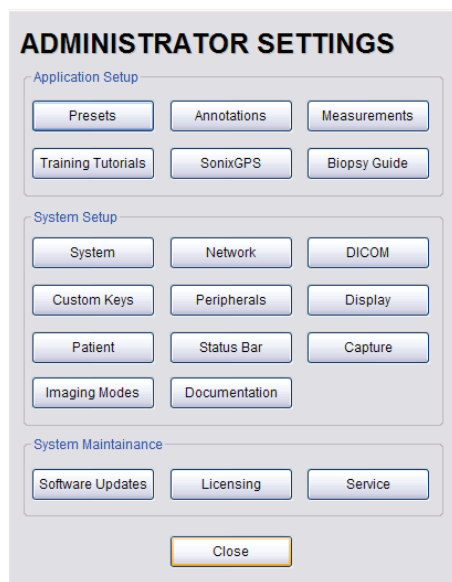 ADMINISTRATOR SETTINGS
Application Setup
Presets Annotations Measurements
Training Tutorials SonixGPS Biopsy Guide
System Setup
System Network DICOM
Custom Keys Peripherals Display
Patient Status Bar Capture
Imaging Modes Documentation
System Maintainance
Software Updates Licensing Service
Close